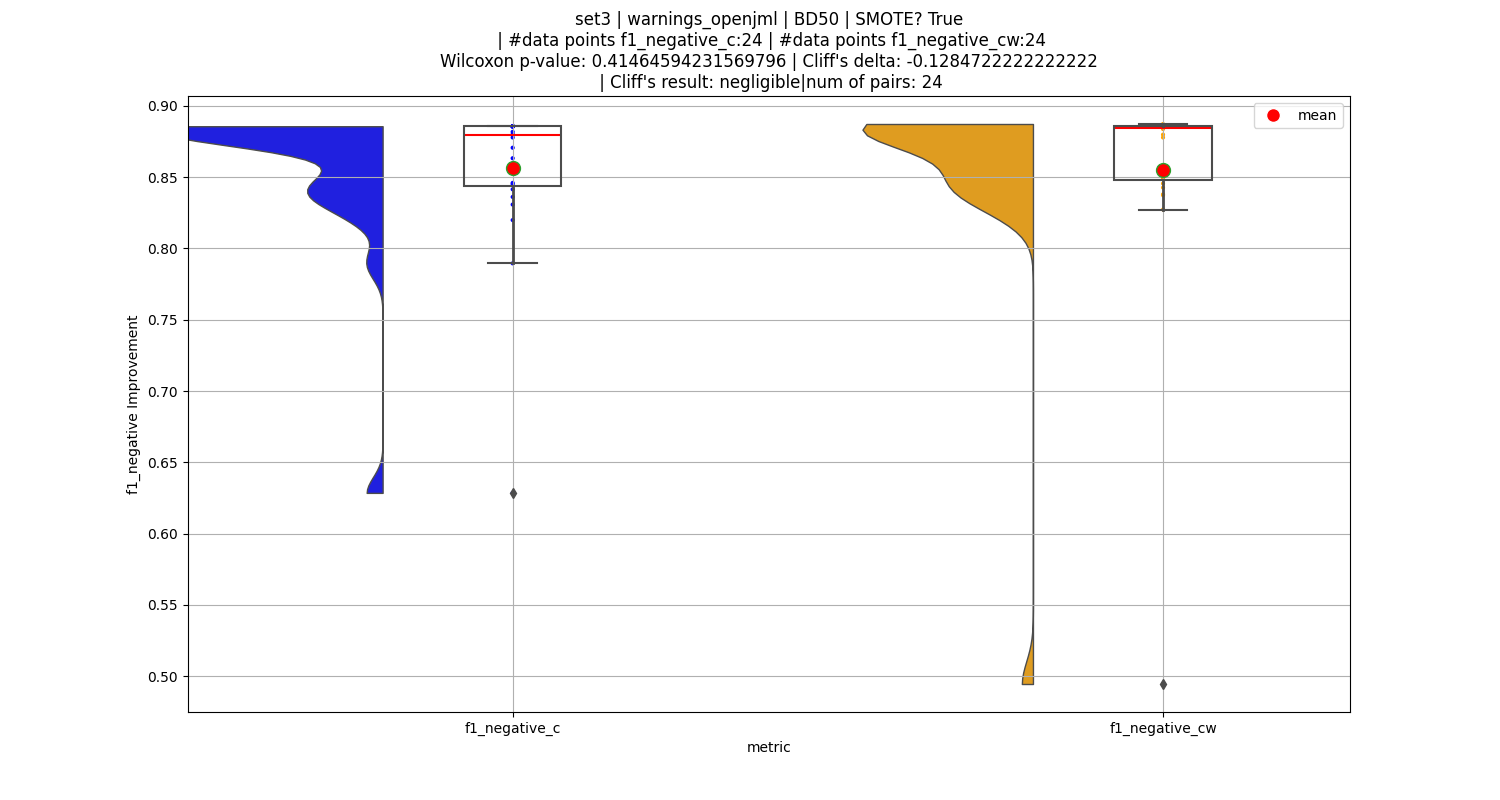 set3 | warnings_openjml | BD50 | SMOTE? True
| #data points f1_negative_c:24 | #data points f1_negative_cw:24
Wilcoxon p-value: 0.41464594231569796 | Cliff's delta: -0.1284722222222222
| Cliff's result: negligible|num of pairs: 24
mean
f1_negative Improvement
0.90
0.85
0.80
0.75
0.70
0.65
0.60
0.55
0.50
f1_negative_c
f1_negative_cw
metric